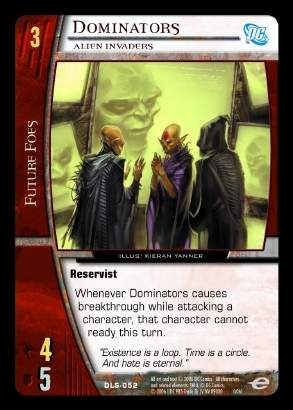 3
DOMINATORS
ALIEN INVADERS
DC
FUTURE FOES
ILLUS: KIERAN YANNER
Reservist
Whenever Dominators causes
breakthrough while attacking a
character, that character cannot
ready this turn.
"Existence is a loop. Time is a circle.
And hate is eternal."
4
5
DLS-052